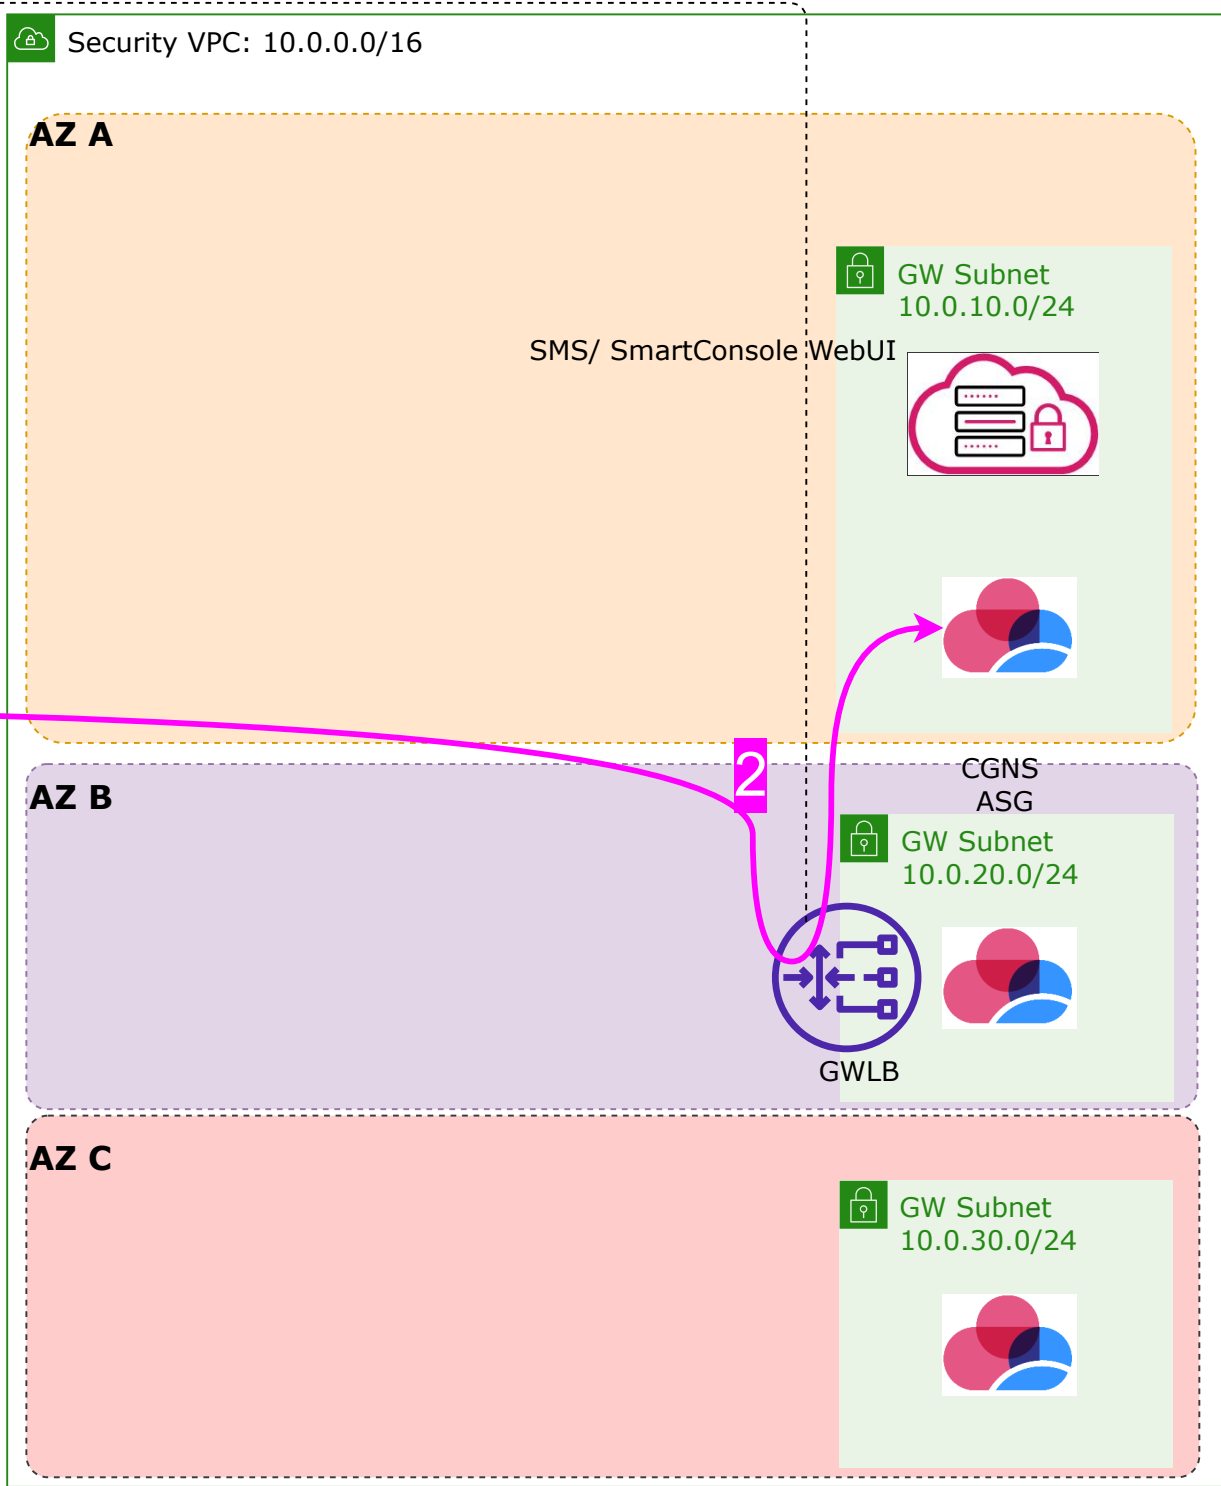 Security VPC: 10.0.0.0/16
AZ A
GW Subnet
10.0.10.0/24
SMS/ SmartConsole WebUI
2
CGNS
ASG
AZ B
GW Subnet
10.0.20.0/24
GWLB
AZ C
GW Subnet
10.0.30.0/24